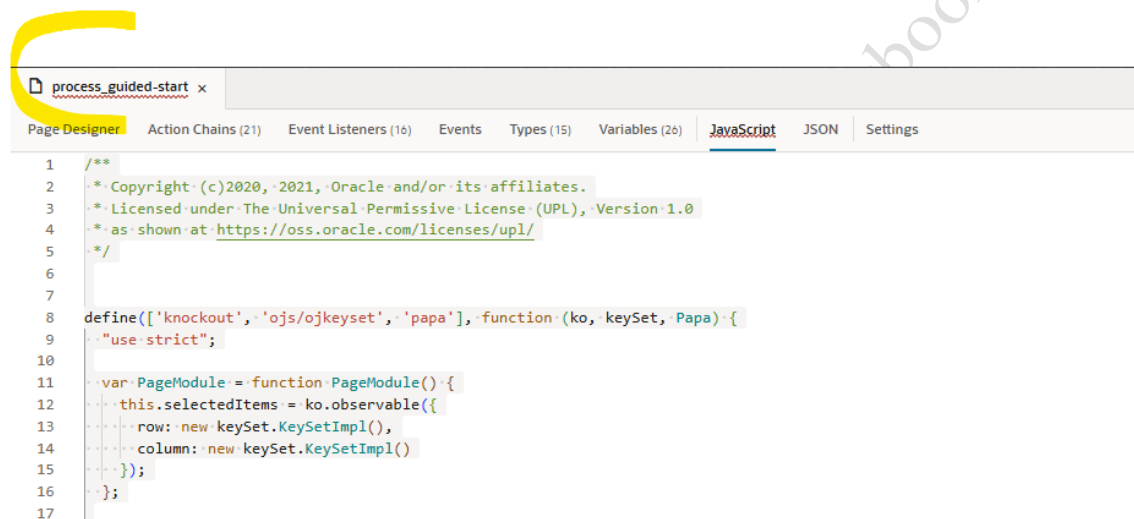 boo
process_guided-start ×
Page Designer Action Chains (21) Event Listeners (16) Events Types (15) Variables (26) JavaScript JSON Settings
1 /**
2 * Copyright (c)2020, 2021, Oracle and/or its affiliates.
3 * Licensed under The Universal Permissive License (UPL), Version 1.0
4 * as shown at https://oss.oracle.com/licenses/upl/
5 */
6
7
8 define(['knockout', 'ojs/ojkeyset', 'papa'], function (ko, keySet, Papa) {
9 "use strict";
10
11 var PageModule = function PageModule() {
12 this.selectedItems = ko.observable({
13 row: new keySet.KeySetImpl(),
14 column: new keySet.KeySetImpl()
15 });
16 };
17